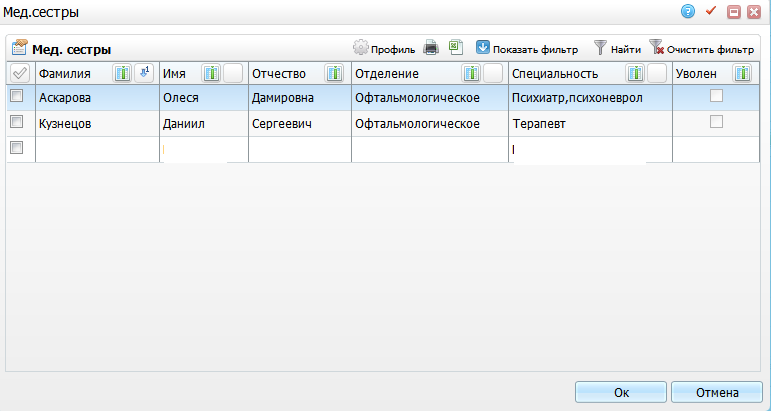 Мед.сестры
Мед. сестры Профиль Показать фильтр Найти Очистить фильтр
Фамилия 1 Имя Отчество Отделение Специальность Уволен
Аскарова Олеся Дамировна Офтальмологическое Психиатр,психоневрол
Кузнецов Даниил Сергеевич Офтальмологическое Терапевт
Ок Отмена